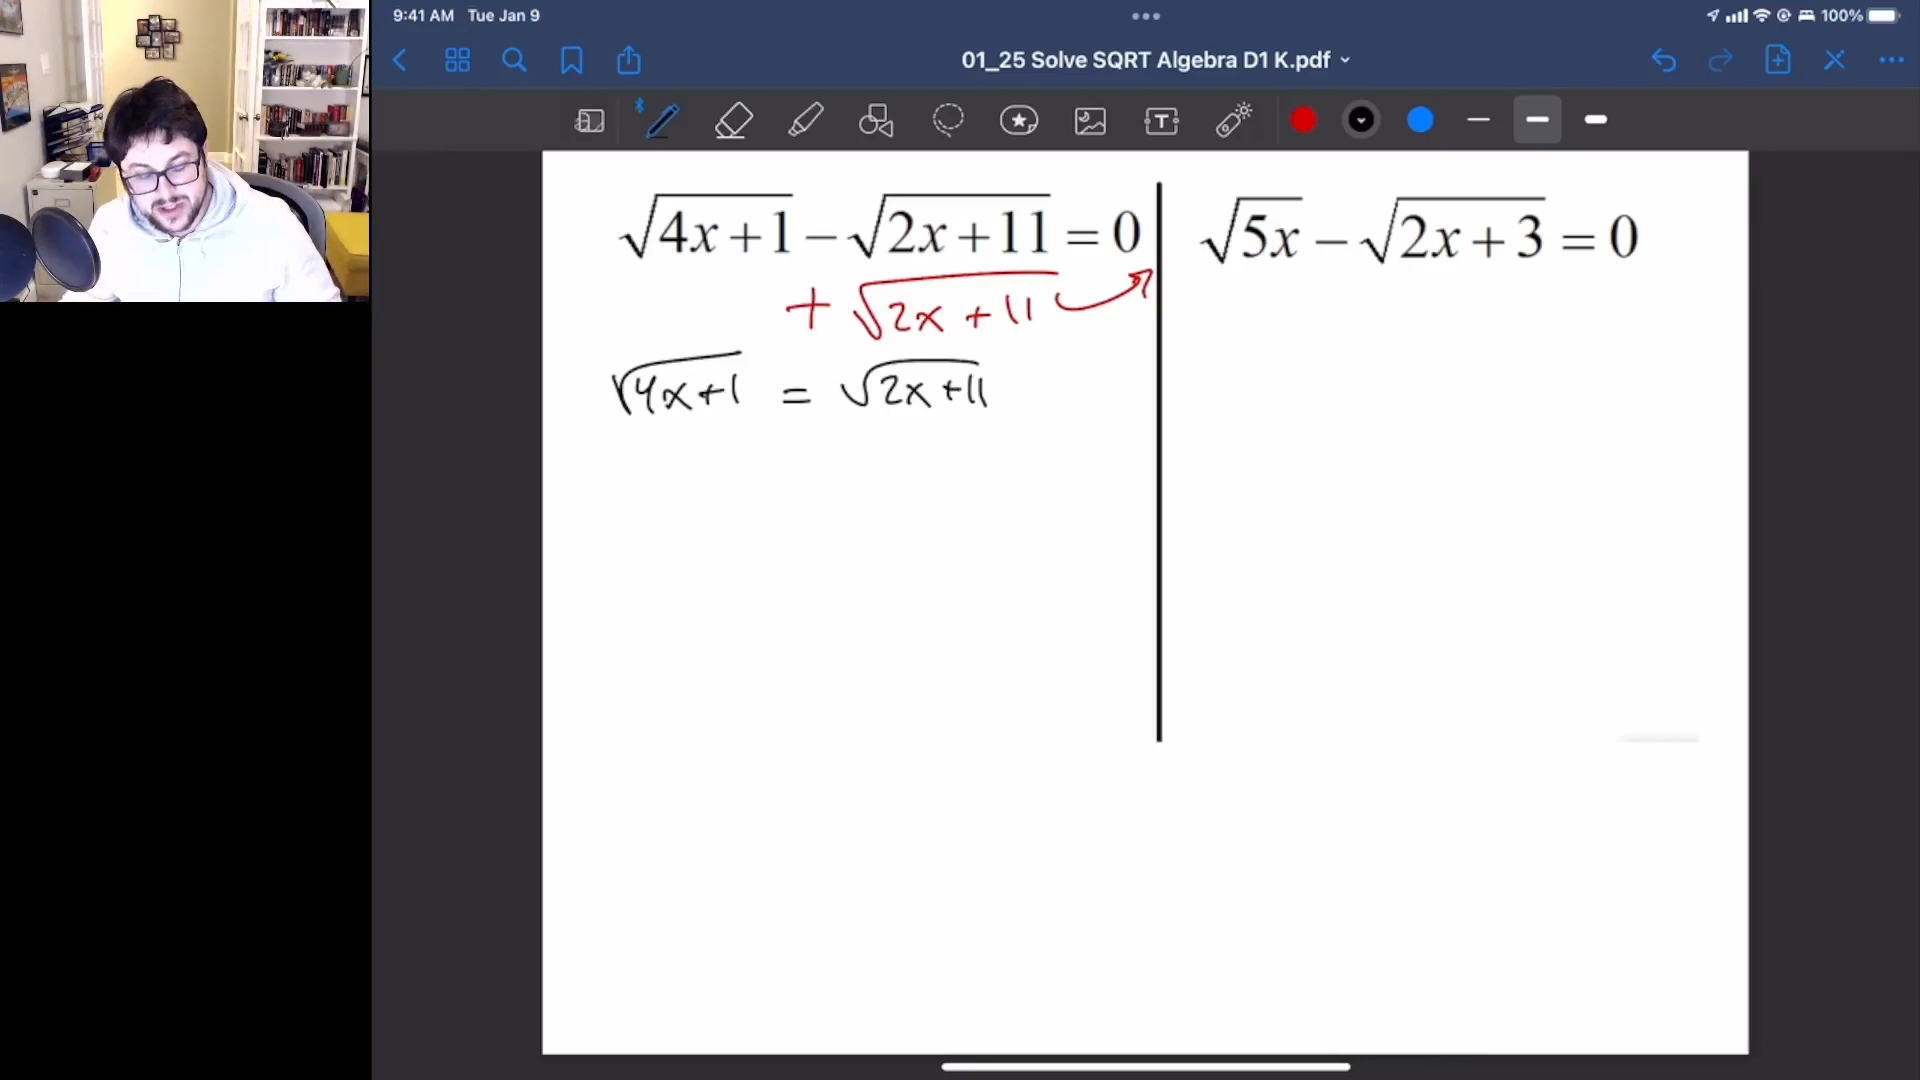 9:41 AM Tue Jan 9
100%
01_25 Solve SQRT Algebra D1 K.pdf
√(4x+1) − √(2x+11) = 0
+ √(2x+11)
√(4x+1) = √(2x+11)
√(5x) − √(2x+3) = 0